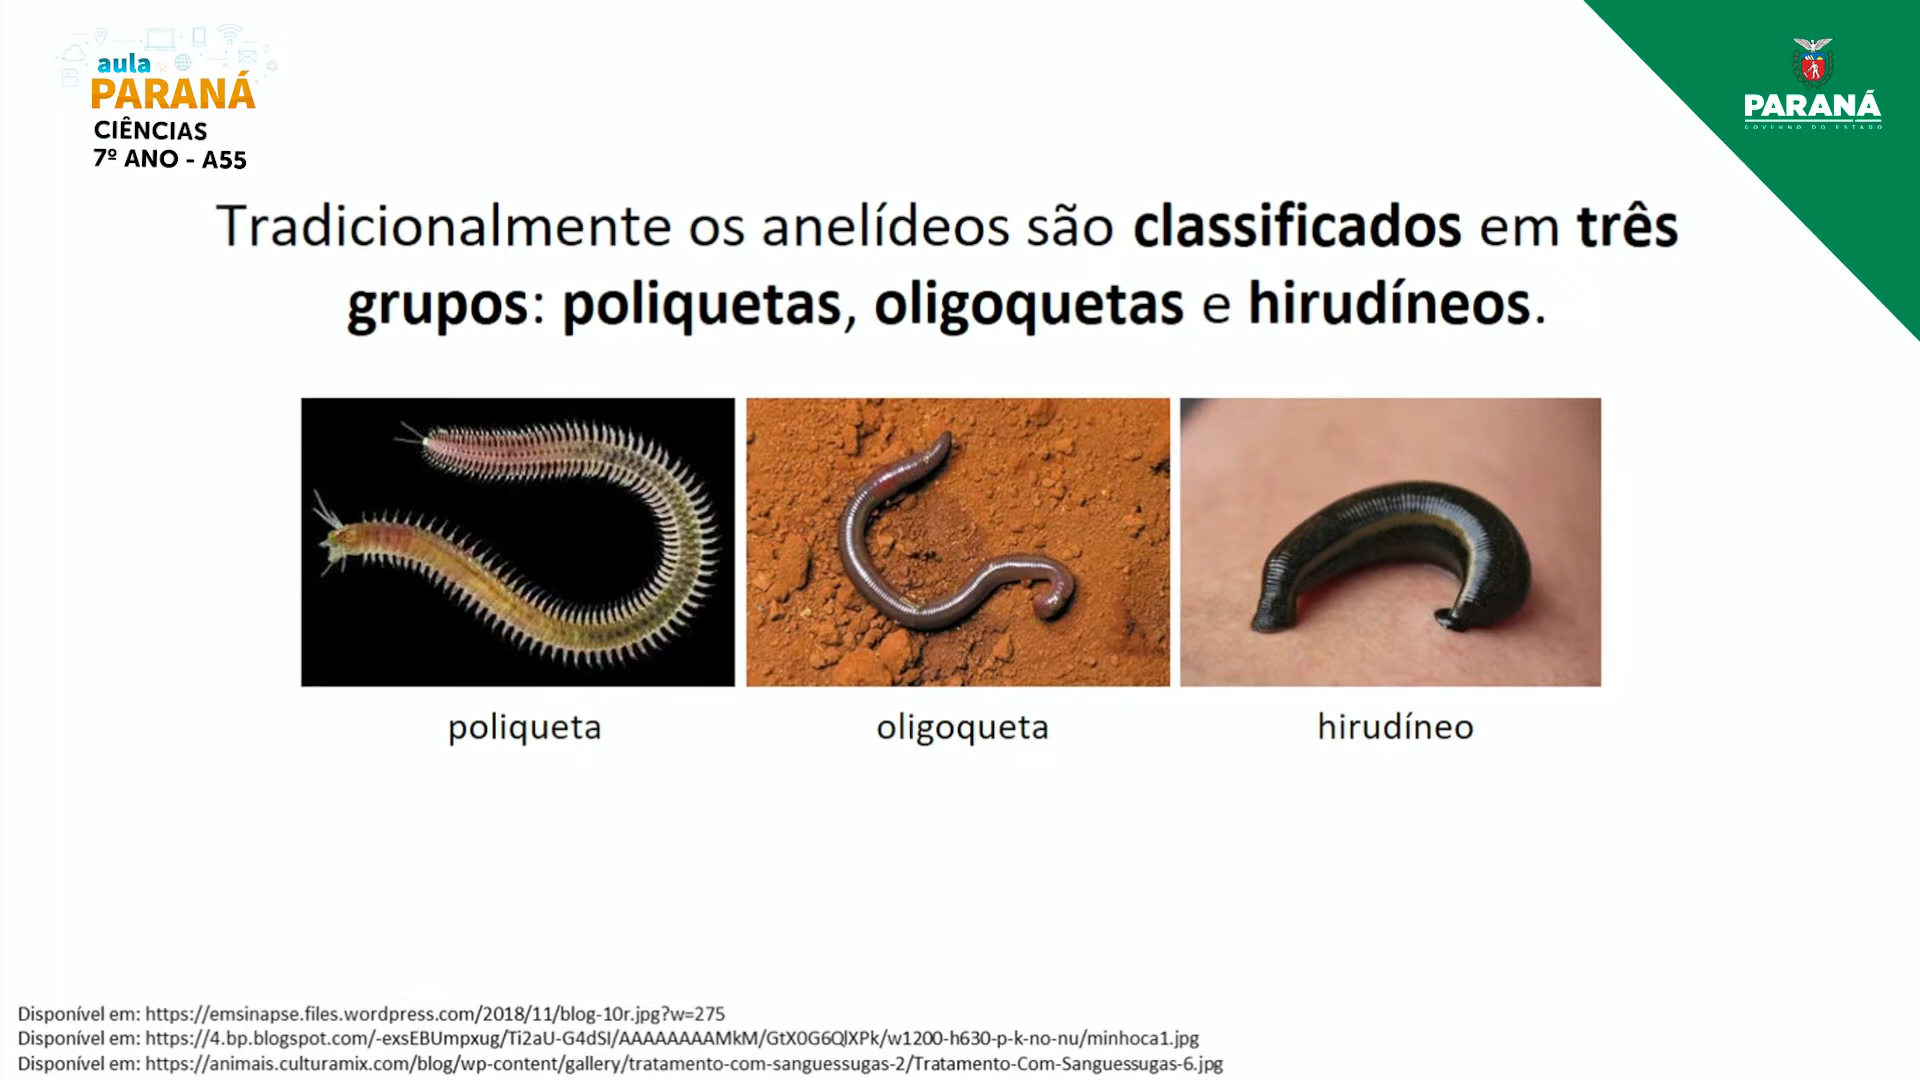 aula
PARANÁ
CIÊNCIAS
7º ANO - A55
PARANÁ
GOVERNO DO ESTADO
Tradicionalmente os anelídeos são classificados em três
grupos: poliquetas, oligoquetas e hirudíneos.
poliqueta
oligoqueta
hirudíneo
Disponível em: https://emsinapse.files.wordpress.com/2018/11/blog-10r.jpg?w=275
Disponível em: https://4.bp.blogspot.com/-exsEBUmpxug/Ti2aU-G4dSI/AAAAAAAAMkM/GtX0G6QlXPk/w1200-h630-p-k-no-nu/minhoca1.jpg
Disponível em: https://animais.culturamix.com/blog/wp-content/gallery/tratamento-com-sanguessugas-2/Tratamento-Com-Sanguessugas-6.jpg